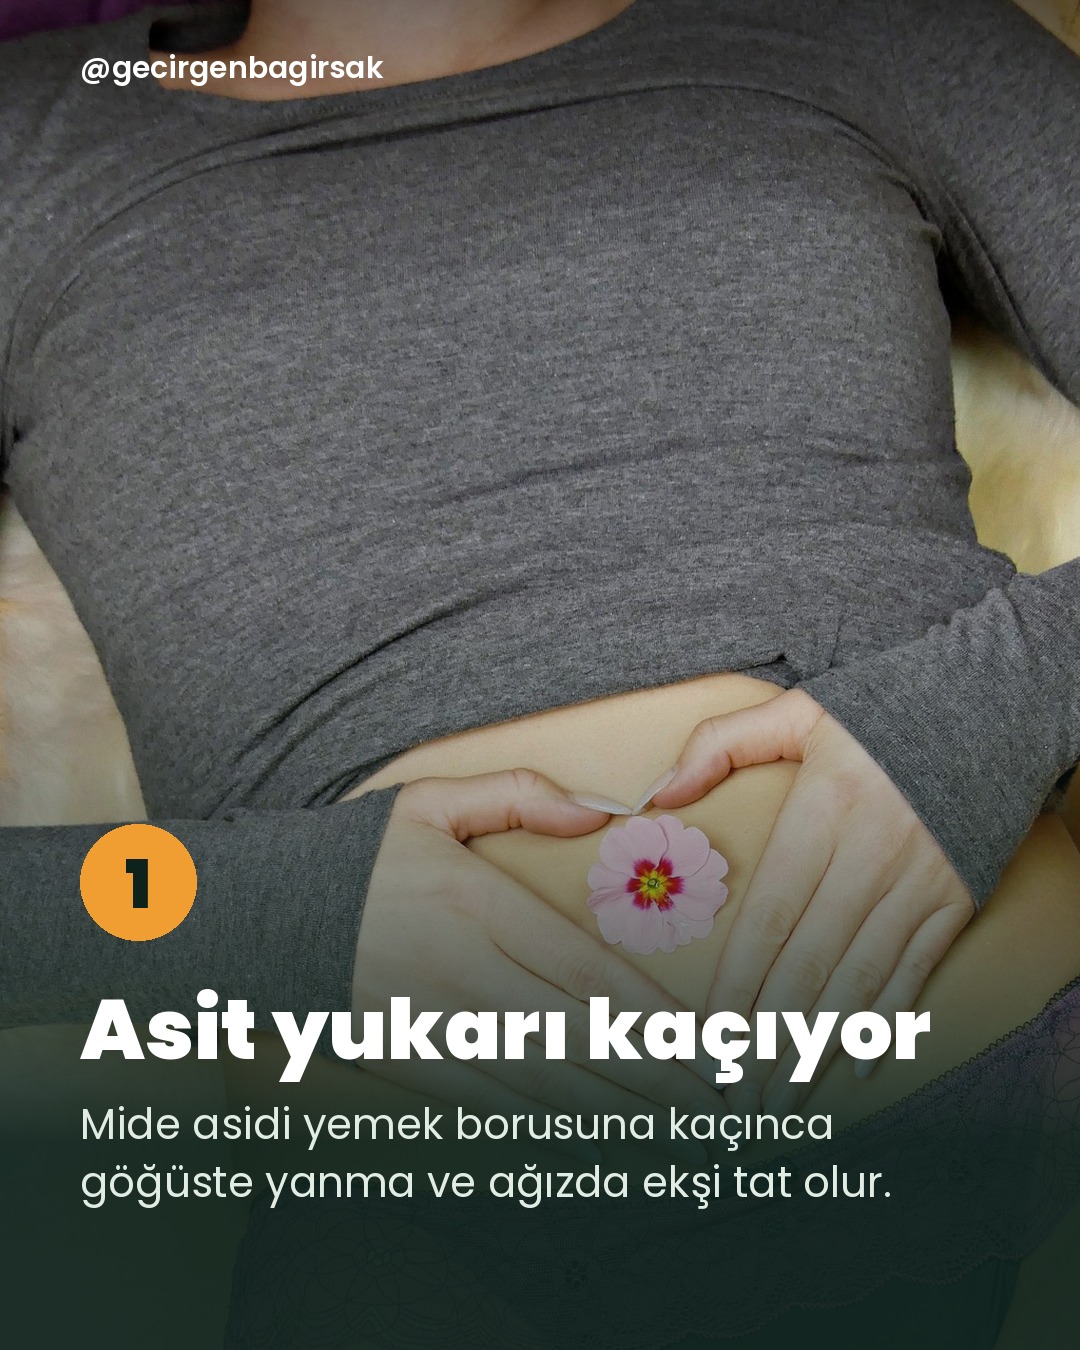 @gecirgenbagirsak
1
Asit yukarı kaçıyor
Mide asidi yemek borusuna kaçınca
göğüste yanma ve ağızda ekşi tat olur.